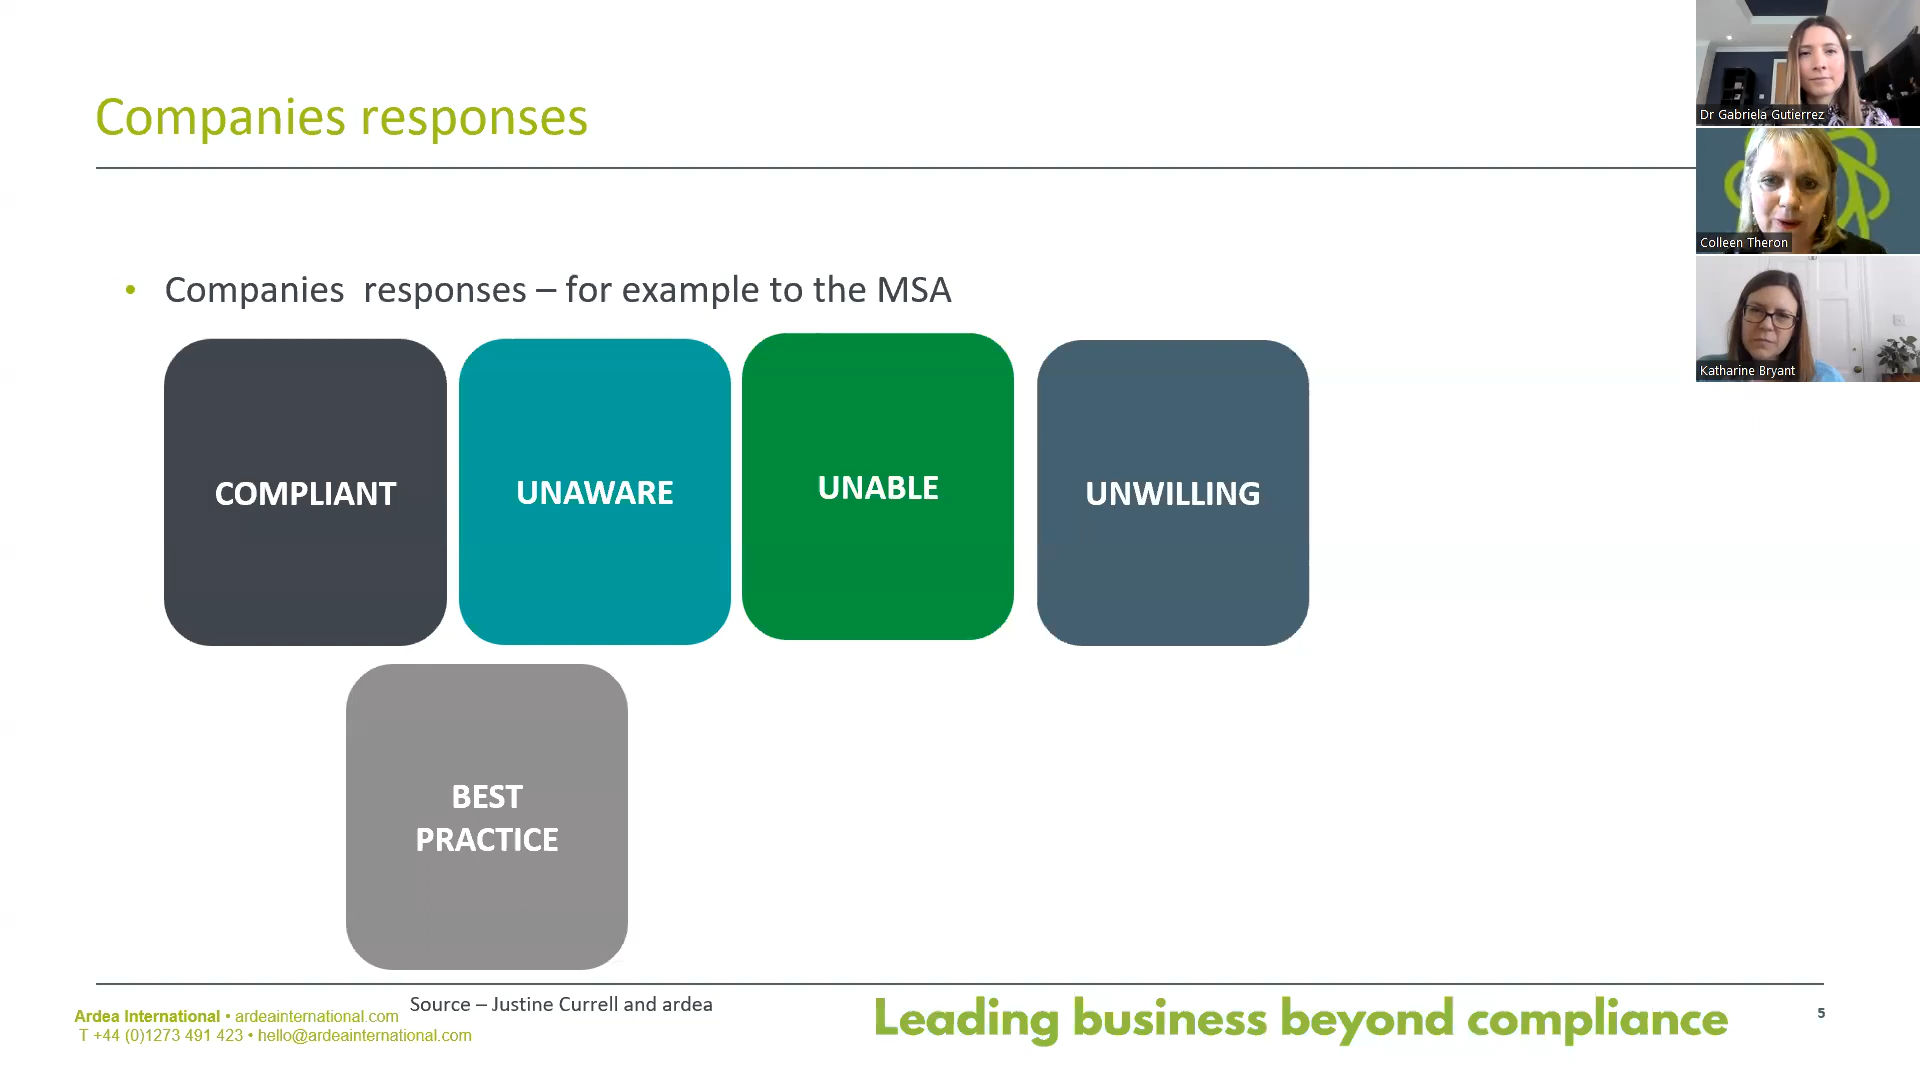 Companies responses
Dr Gabriela Gutierrez
Colleen Theron
Katharine Bryant
• Companies  responses – for example to the MSA
COMPLIANT
UNAWARE
UNABLE
UNWILLING
BEST
PRACTICE
Source – Justine Currell and ardea
Ardea International • ardeainternational.com
T +44 (0)1273 491 423 • hello@ardeainternational.com
Leading business beyond compliance
5